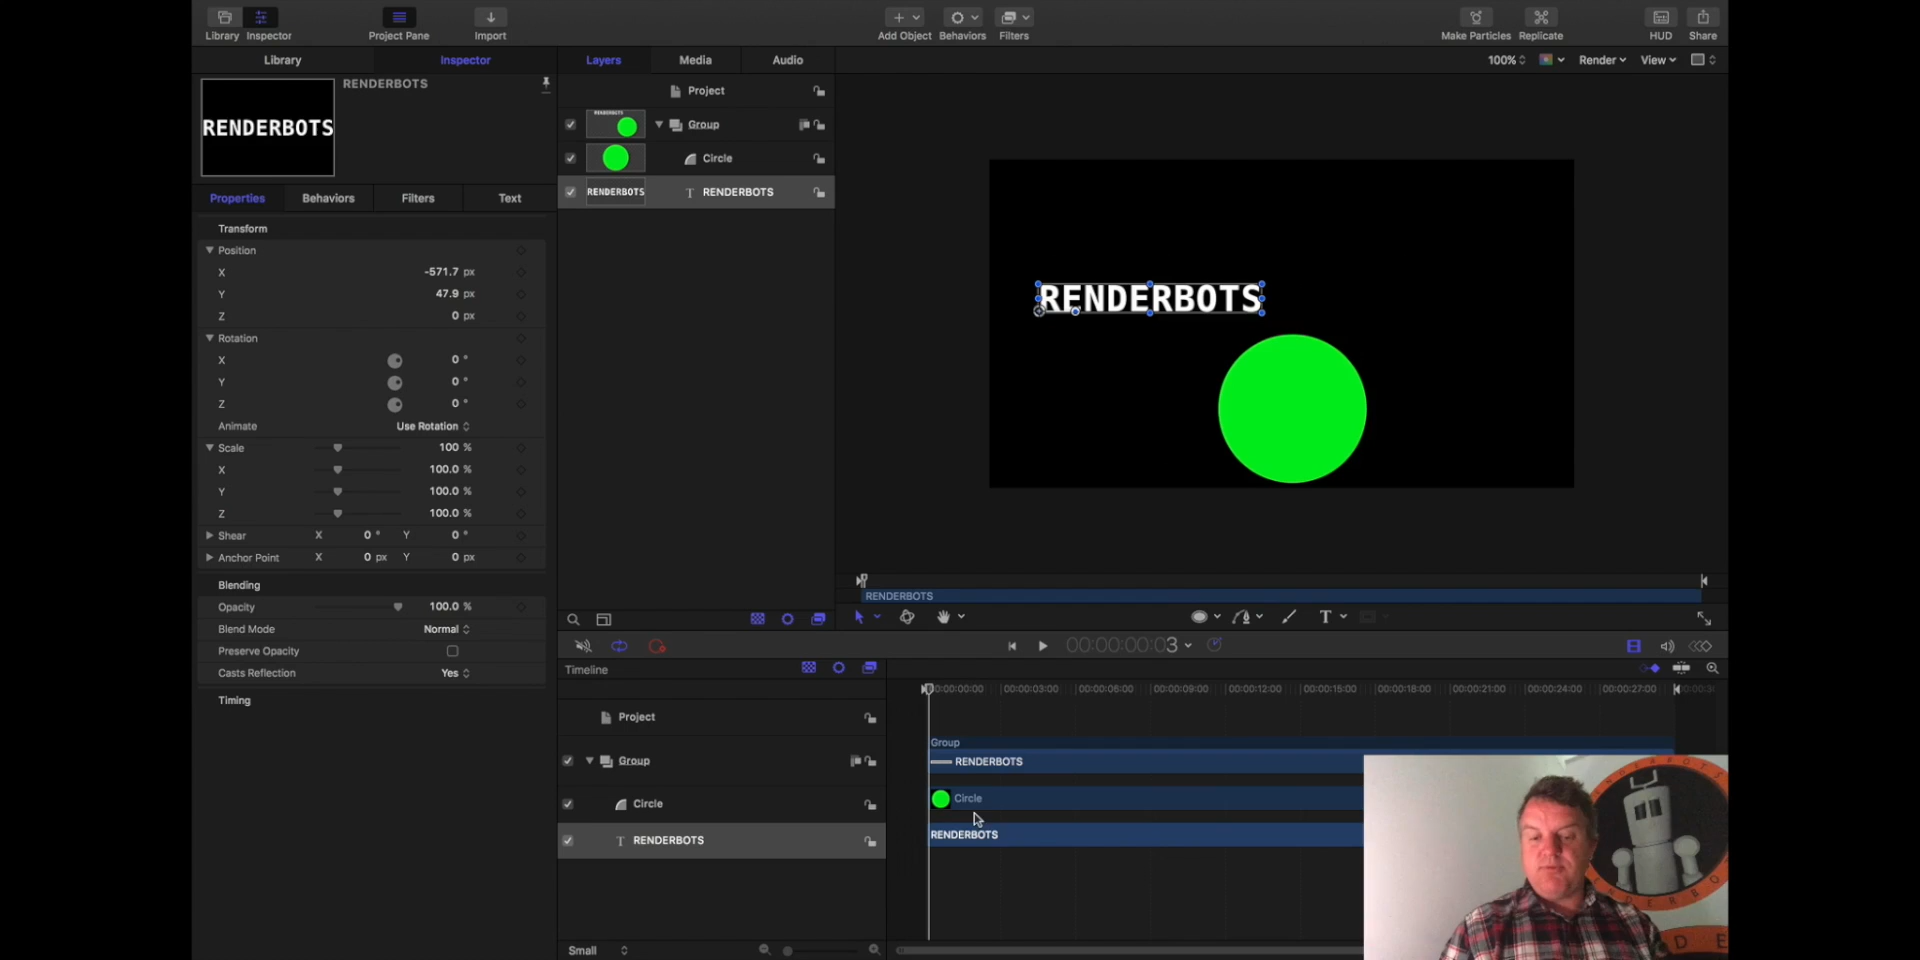 Library
Inspector
Project Pane
Import
Add Object
Behaviors
Filters
Make Particles
Replicate
HUD
Share
Library
Inspector
Layers
Media
Audio
100%
Render
View
RENDERBOTS
RENDERBOTS
Properties
Behaviors
Filters
Text
Transform
Position
X -571.7 px
Y 47.9 px
Z 0 px
Rotation
X 0 °
Y 0 °
Z 0 °
Animate Use Rotation
Scale 100 %
X 100.0 %
Y 100.0 %
Z 100.0 %
Shear X 0 ° Y 0 °
Anchor Point X 0 px Y 0 px
Blending
Opacity 100.0 %
Blend Mode Normal
Preserve Opacity
Casts Reflection Yes
Timing
Project
RENDERBOTS
Group
Circle
RENDERBOTS
T RENDERBOTS
RENDERBOTS
RENDERBOTS
T
00:00:00:03
Timeline
00:00:03:00 00:00:06:00 00:00:09:00 00:00:12:00 00:00:15:00 00:00:18:00 00:00:21:00 00:00:24:00 00:00:27:00
Project
Group
Group
RENDERBOTS
Circle
Circle
T RENDERBOTS
RENDERBOTS
Small